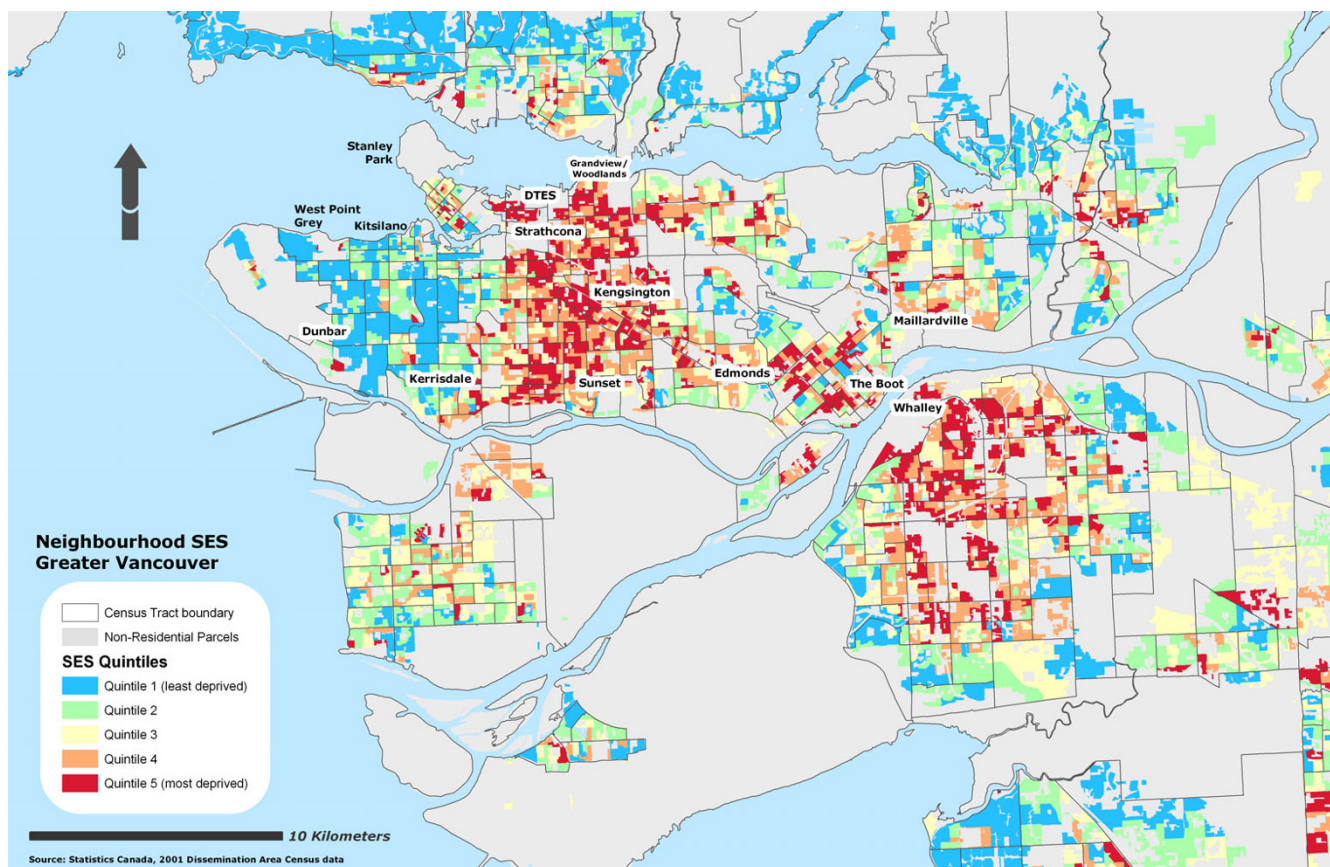 Stanley
Park
Grandview/
Woodlands
DTES
West Point
Grey
Kitsilano
Strathcona
Kengsington
Dunbar
Maillardville
Kerrisdale
Sunset
Edmonds
The Boot
Whalley
Neighbourhood SES
Greater Vancouver
Census Tract boundary
Non-Residential Parcels
SES Quintiles
Quintile 1 (least deprived)
Quintile 2
Quintile 3
Quintile 4
Quintile 5 (most deprived)
10 Kilometers
Source: Statistics Canada, 2001 Dissemination Area Census data